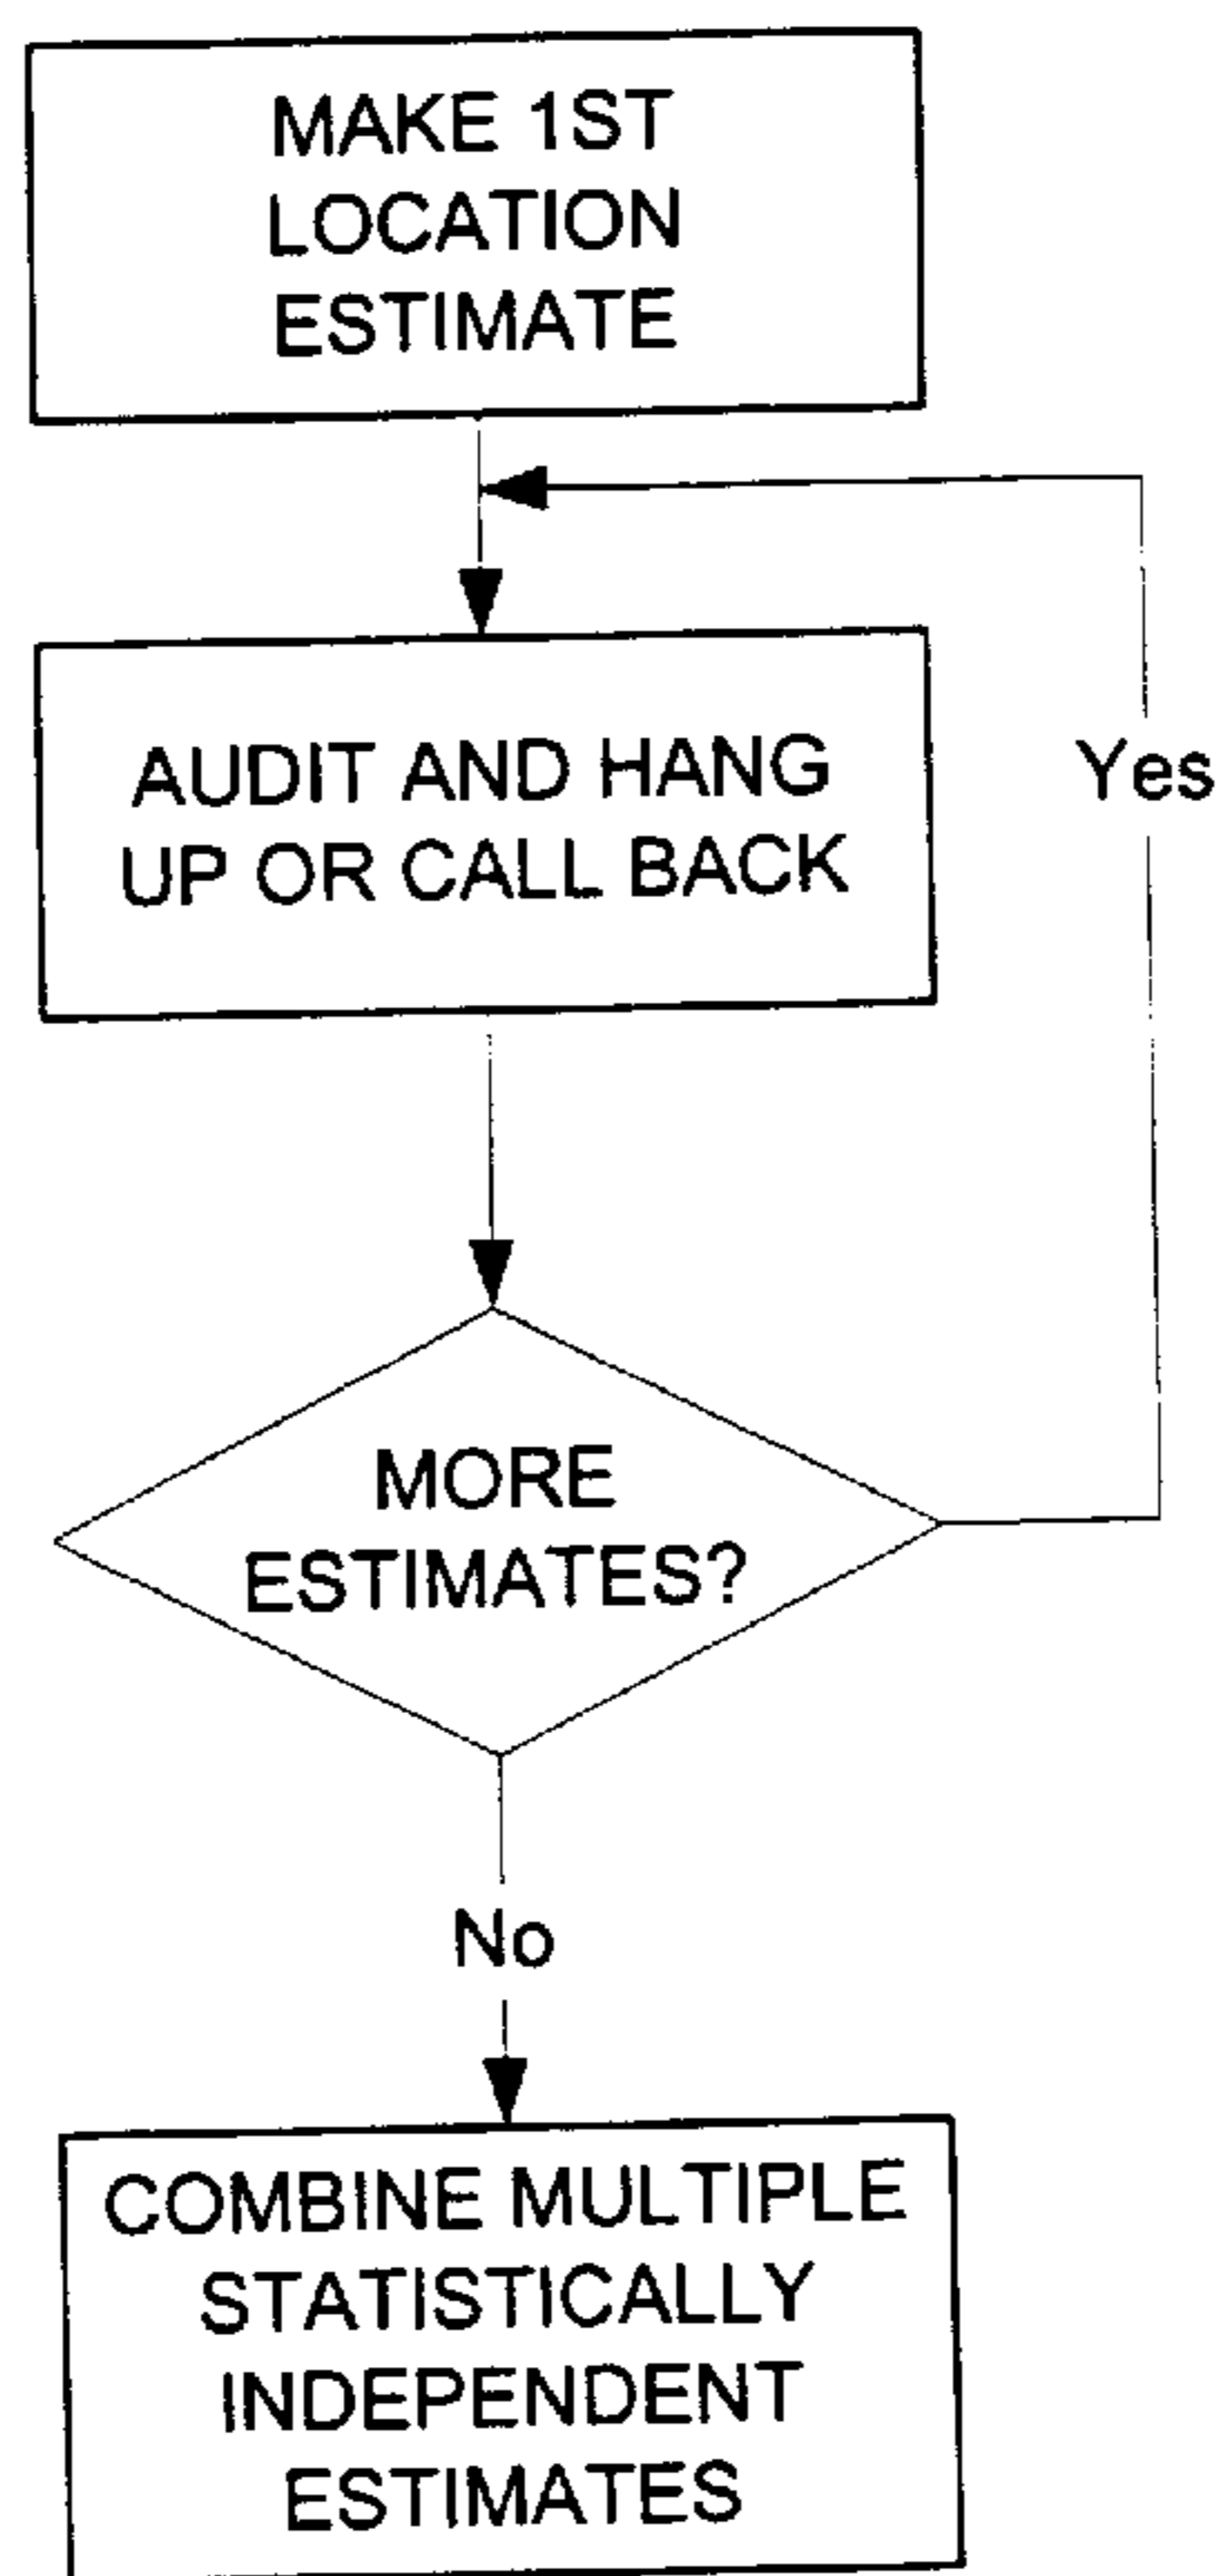 MAKE 1ST
LOCATION
ESTIMATE
AUDIT AND HANG
UP OR CALL BACK
Yes
MORE
ESTIMATES?
No
COMBINE MULTIPLE
STATISTICALLY
INDEPENDENT
ESTIMATES